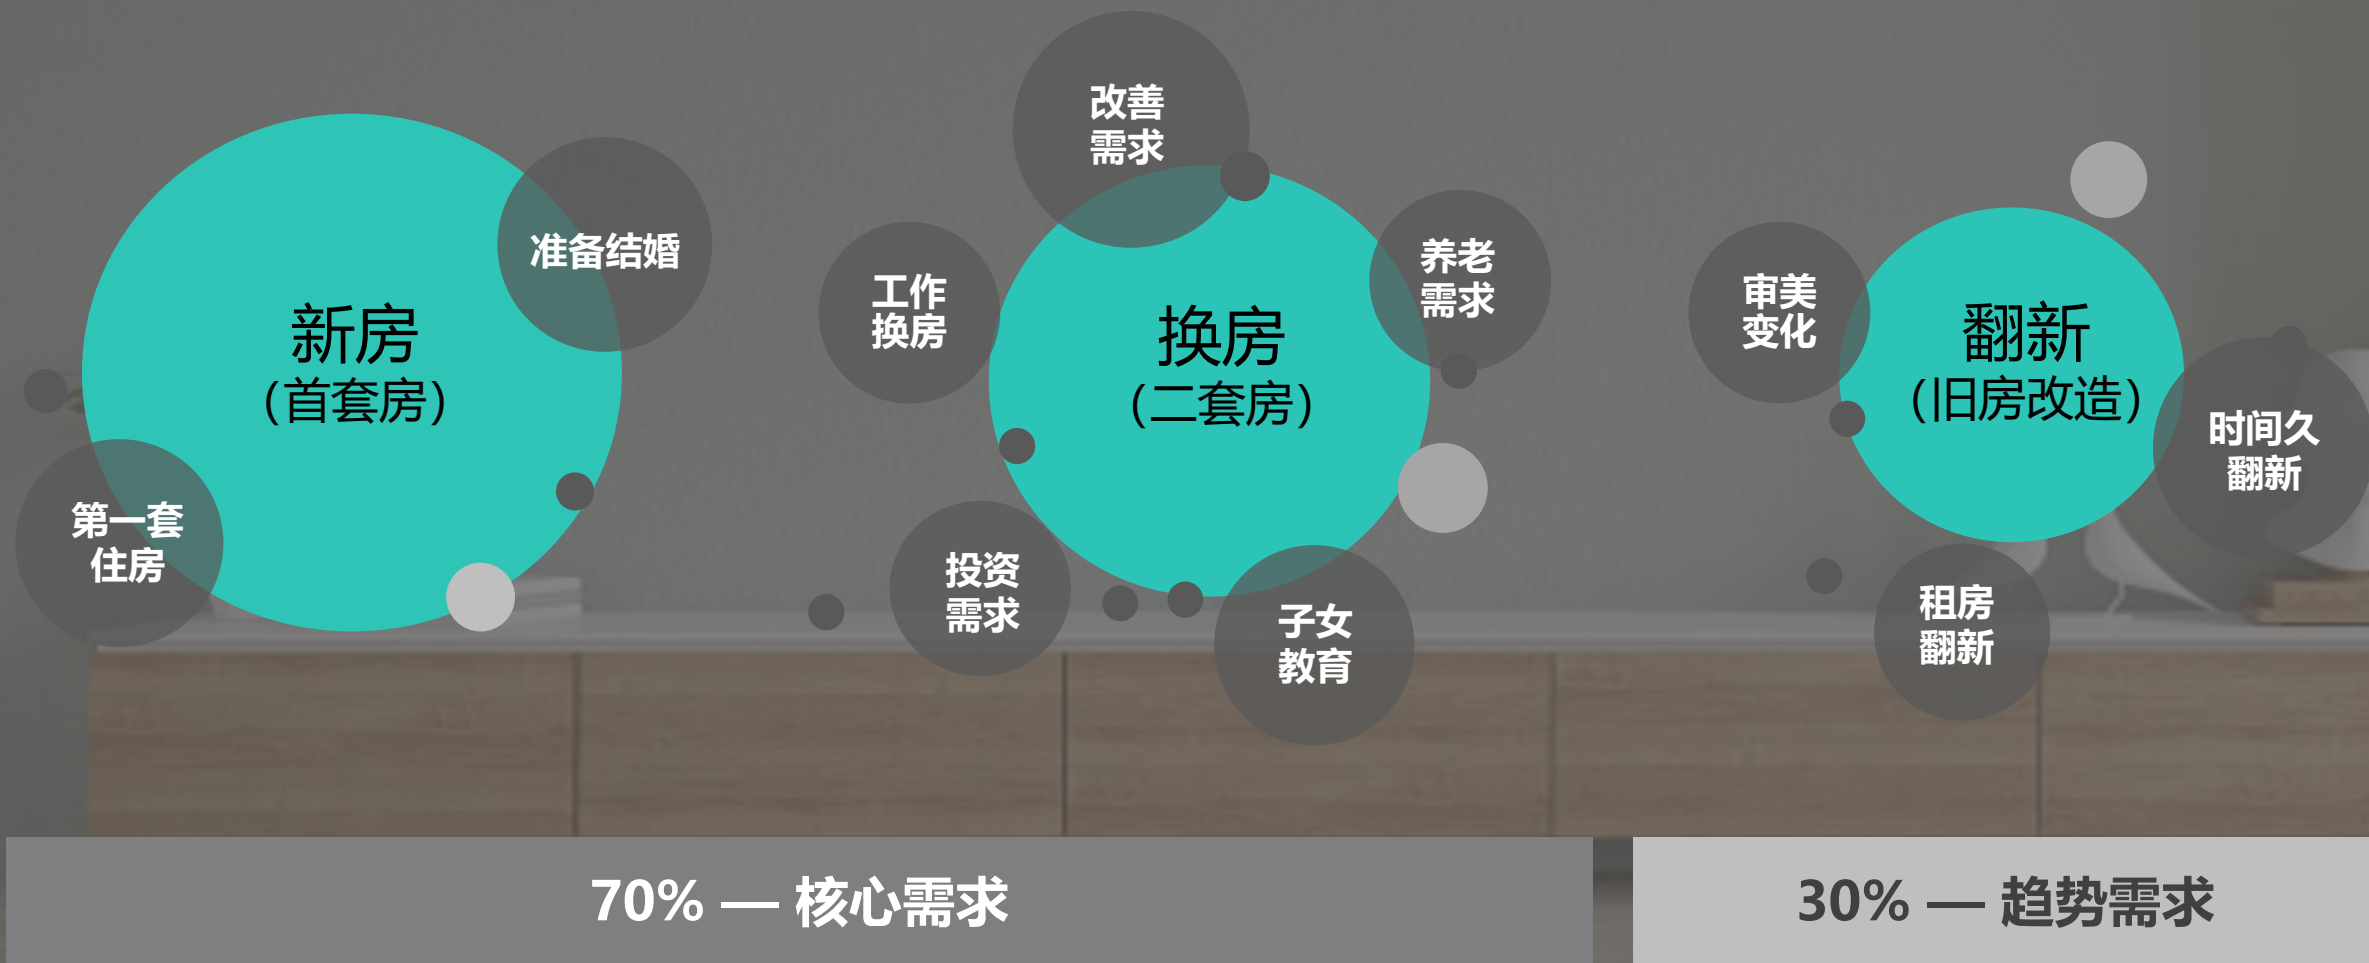 新房
（首套房）
准备结婚
第一套
住房
换房
（二套房）
改善
需求
工作
换房
养老
需求
投资
需求
子女
教育
翻新
（旧房改造）
审美
变化
时间久
翻新
租房
翻新
70% — 核心需求
30% — 趋势需求